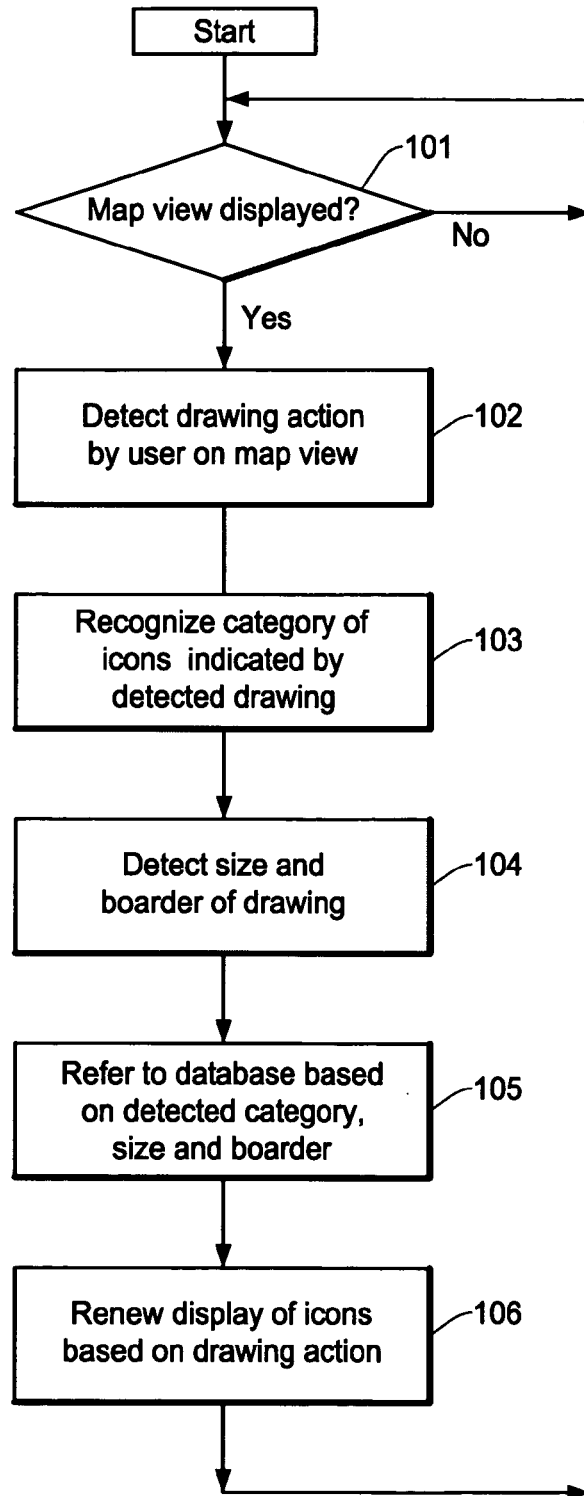 Start
101
Map view displayed?
No
Yes
Detect drawing action
by user on map view
102
Recognize category of
icons indicated by
detected drawing
103
Detect size and
boarder of drawing
104
Refer to database based
on detected category,
size and boarder
105
Renew display of icons
based on drawing action
106